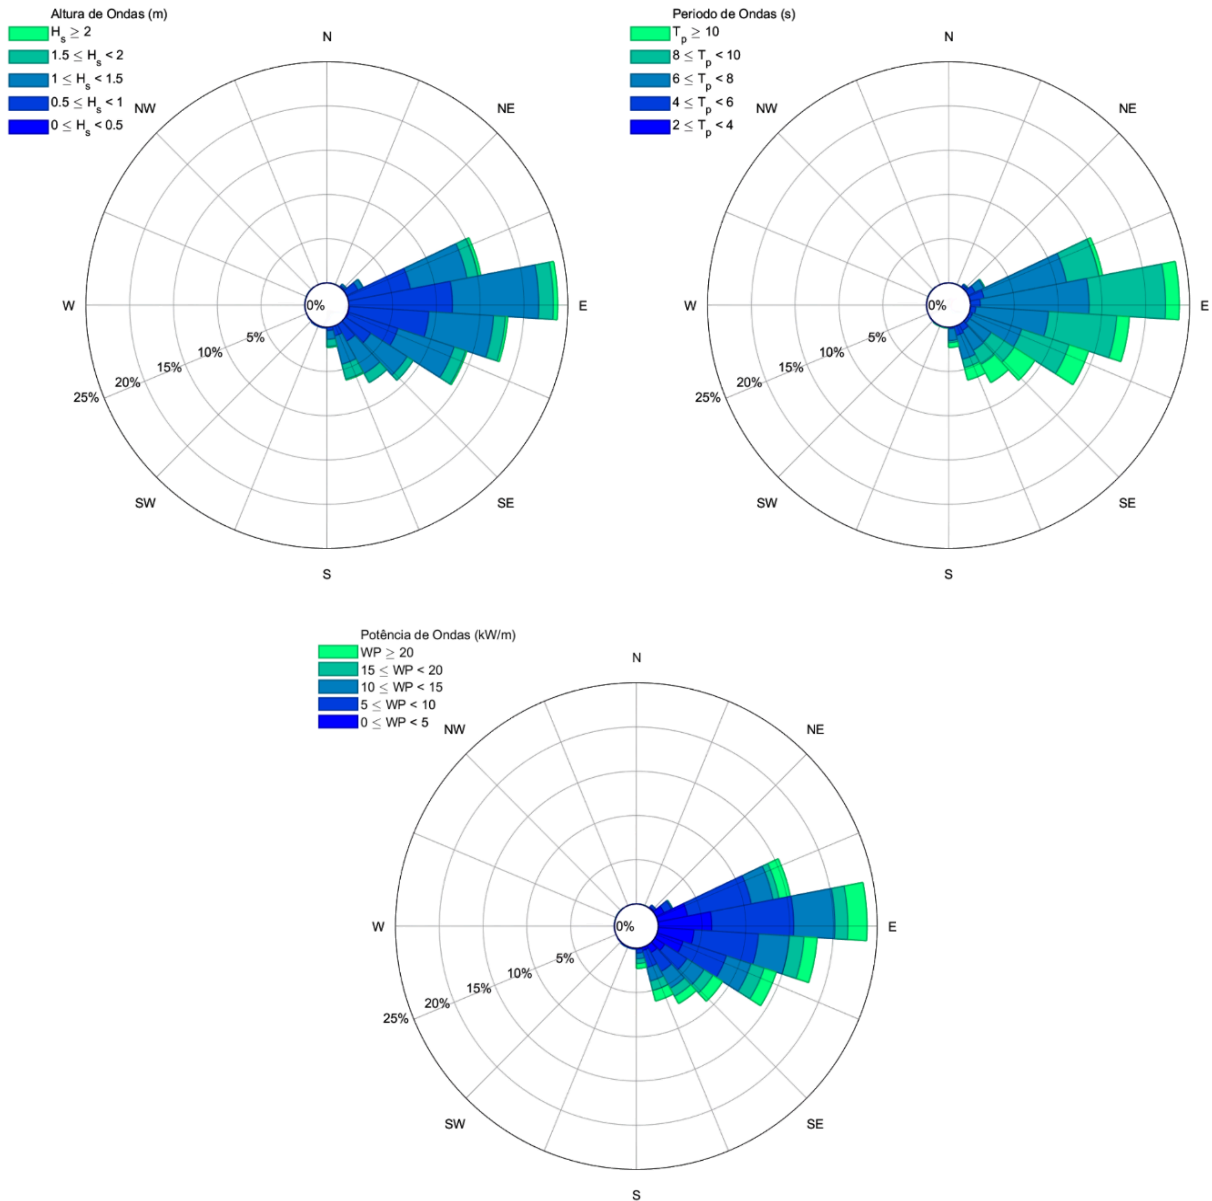 Altura de Ondas (m)
H_s ≥ 2
1.5 ≤ H_s < 2
1 ≤ H_s < 1.5
0.5 ≤ H_s < 1
0 ≤ H_s < 0.5
N
NE
E
SE
S
SW
W
NW
0%
5%
10%
15%
20%
25%
Periodo de Ondas (s)
T_p ≥ 10
8 ≤ T_p < 10
6 ≤ T_p < 8
4 ≤ T_p < 6
2 ≤ T_p < 4
N
NE
E
SE
S
SW
W
NW
0%
5%
10%
15%
20%
25%
Potência de Ondas (kW/m)
WP ≥ 20
15 ≤ WP < 20
10 ≤ WP < 15
5 ≤ WP < 10
0 ≤ WP < 5
N
NE
E
SE
S
SW
W
NW
0%
5%
10%
15%
20%
25%